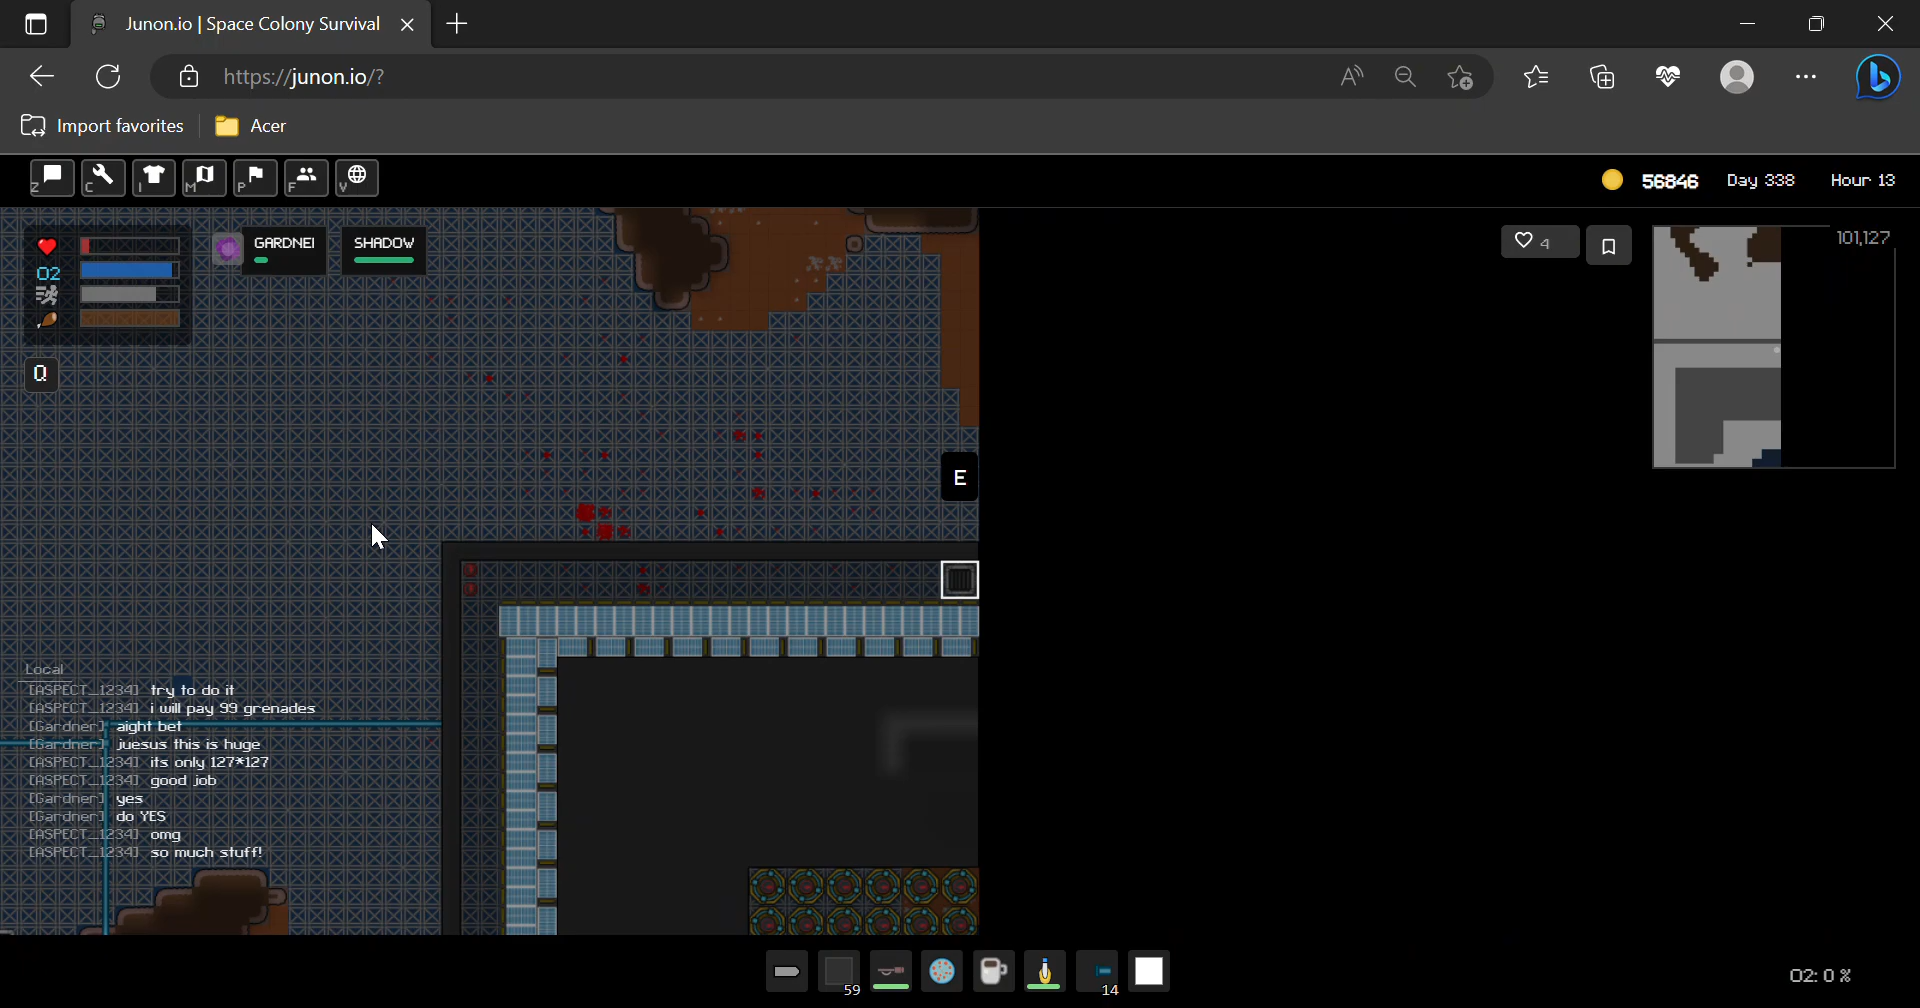 Junon.io | Space Colony Survival
https://junon.io/?
Import favorites
Acer
Z
C
I
M
P
F
V
56846
Day 338
Hour 13
GARDNEI
SHADOW
4
101,127
O2
Q
E
Local
[ASPECT_1234] try to do it
[ASPECT_1234] i will pay 99 grenades
[Gardner] aight bet
[Gardner] juesus this is huge
[ASPECT_1234] its only 127*127
[ASPECT_1234] good job
[Gardner] yes
[Gardner] do YES
[ASPECT_1234] omg
[ASPECT_1234] so much stuff!
59
14
O2: 0 %